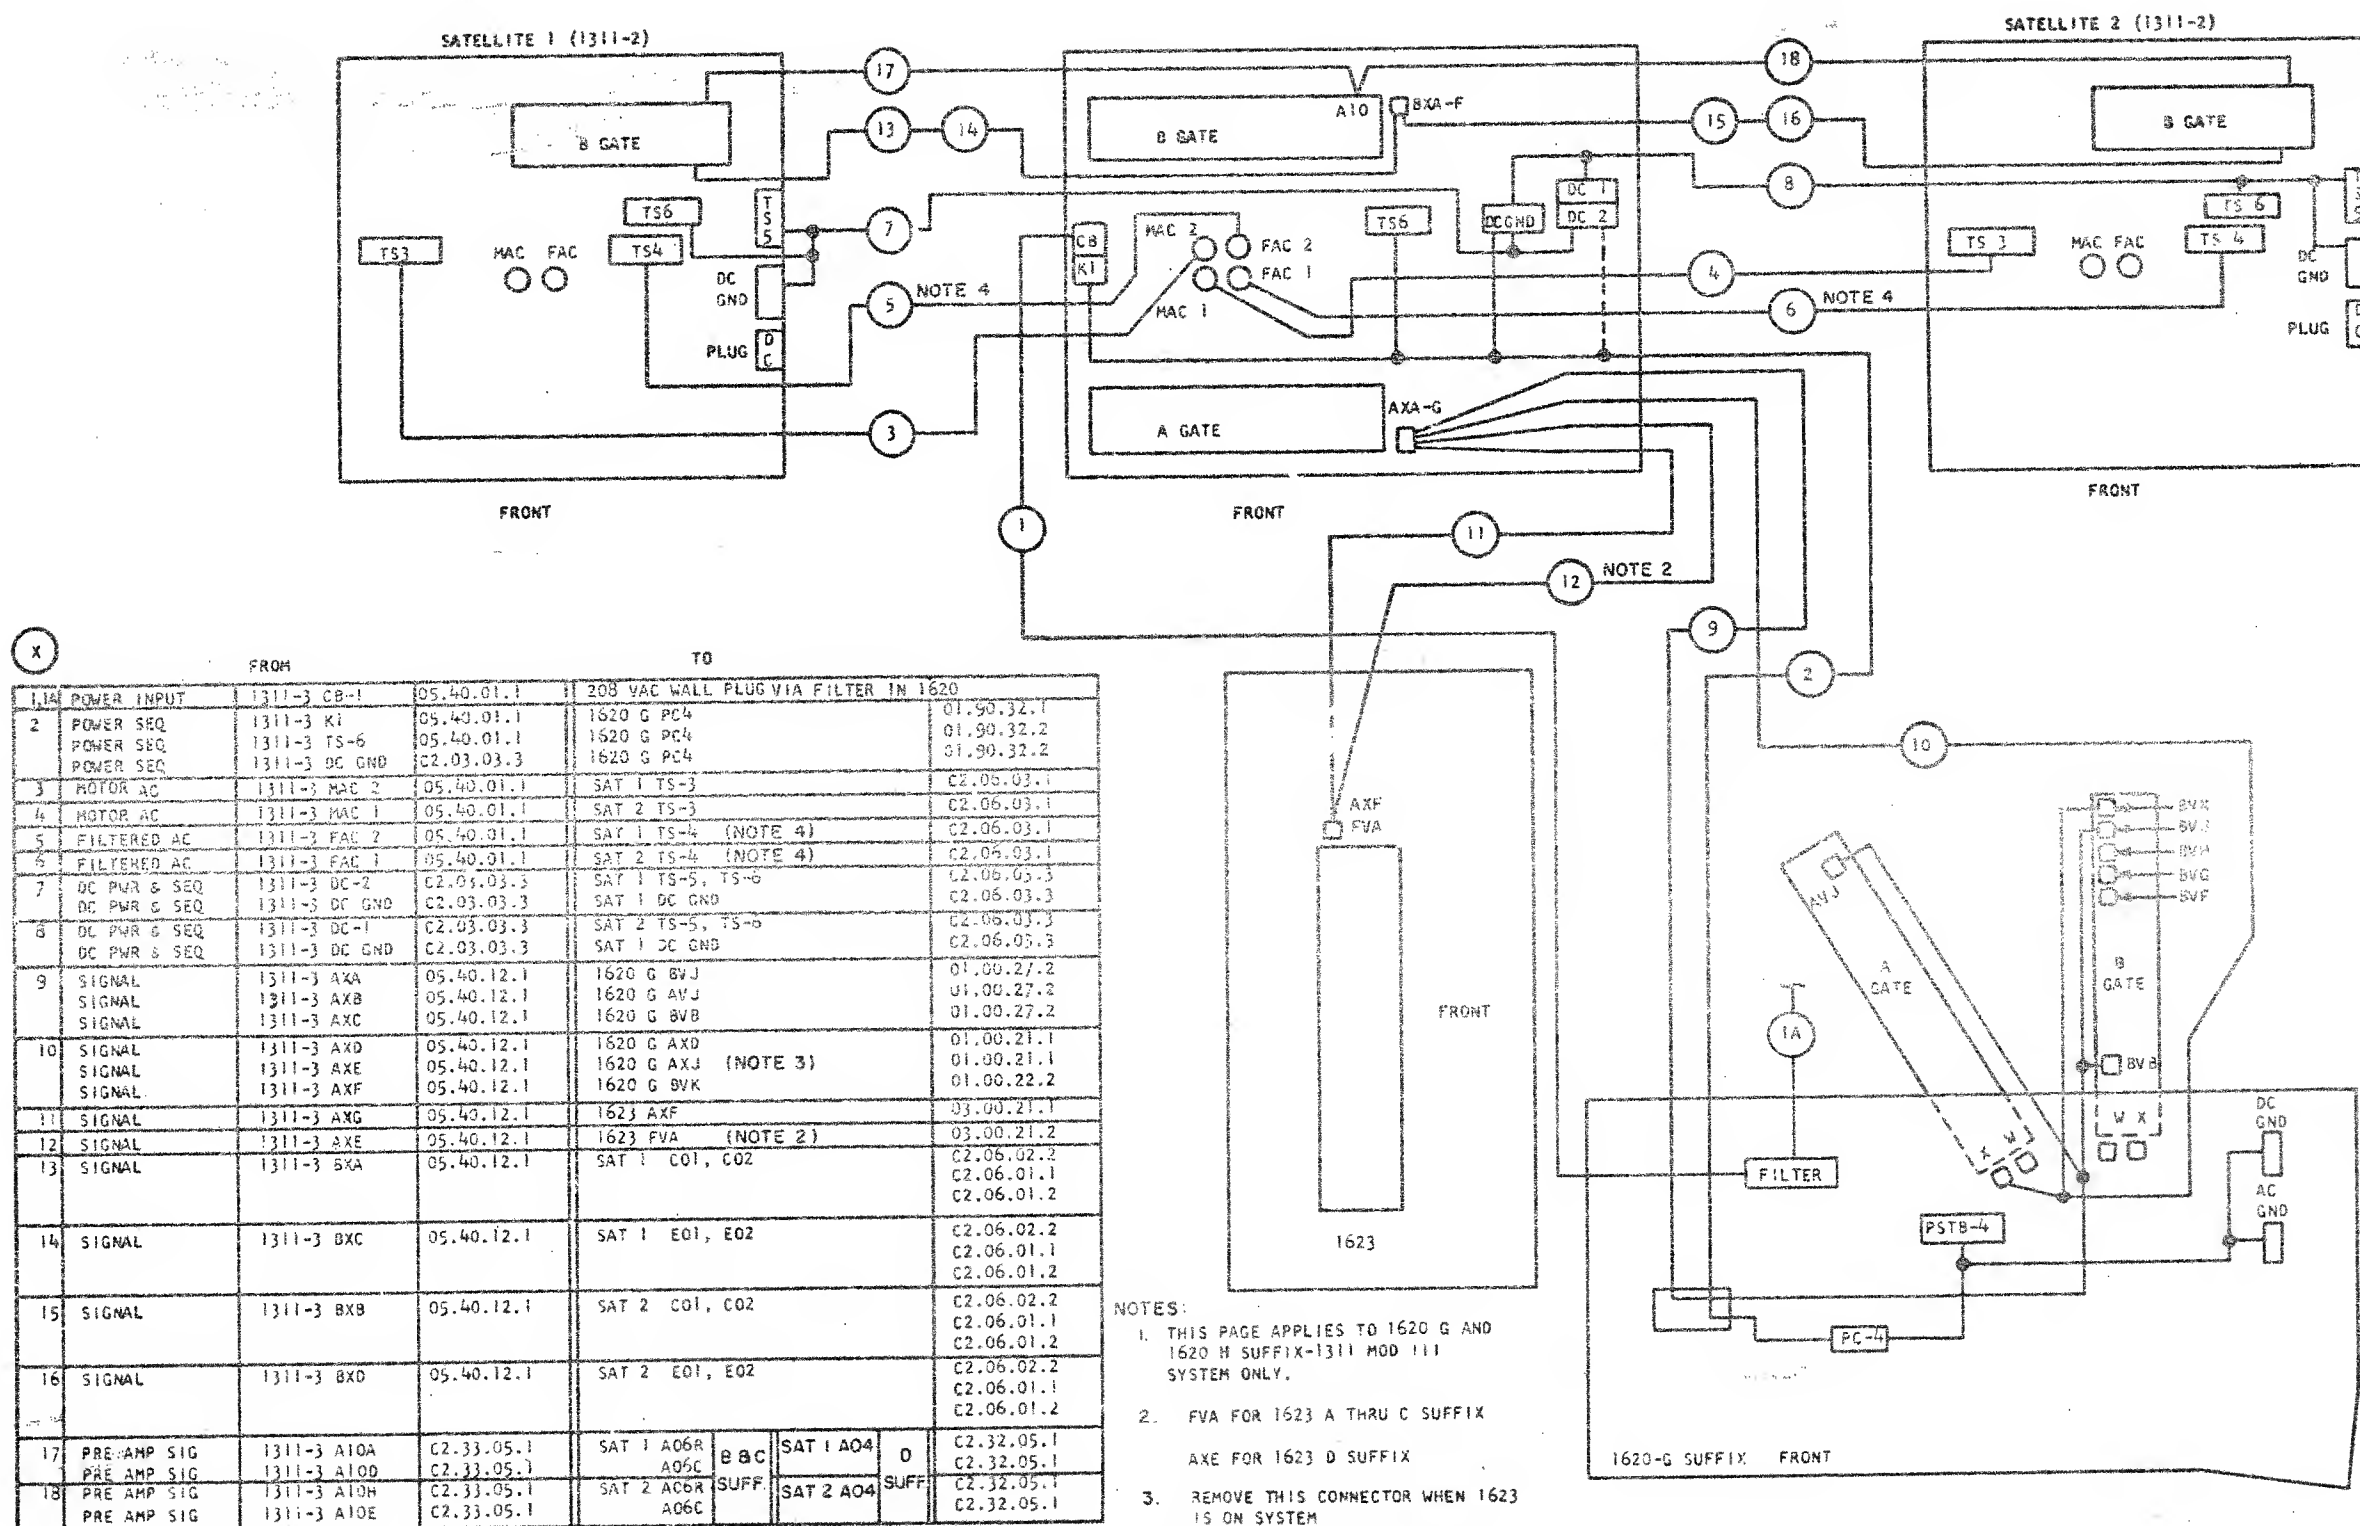 SATELLITE 1 (1311-2)
SATELLITE 2 (1311-2)
17
18
A10
BXA-F
13
14
15
16
B GATE
B GATE
B GATE
TS6
TS5
7
MAC 2
FAC 2
TS6
DCGND
DC 1
DC 2
8
TS 6
TS3
MAC FAC
TS4
CB
K1
FAC 1
MAC 1
4
TS 3
MAC FAC
TS 4
DC
GND
DC
GND
5
NOTE 4
6
NOTE 4
PLUG
DC
PLUG
3
AXA-G
A GATE
FRONT
FRONT
FRONT
1
11
12
NOTE 2
9
2
10
X
FROM
TO
1,1A POWER INPUT 1311-3 CB-1 05.40.01.1 208 VAC WALL PLUG VIA FILTER IN 1620
2 POWER SEQ 1311-3 K1 05.40.01.1 1620 G PC4 01.90.32.1
POWER SEQ 1311-3 TS-6 05.40.01.1 1620 G PC4 01.90.32.2
POWER SEQ 1311-3 DC GND C2.03.03.3 1620 G PC4 01.90.32.2
3 MOTOR AC 1311-3 MAC 2 05.40.01.1 SAT 1 TS-3 C2.06.03.1
4 MOTOR AC 1311-3 MAC 1 05.40.01.1 SAT 2 TS-3 C2.06.03.1
5 FILTERED AC 1311-3 FAC 2 05.40.01.1 SAT 1 TS-4 (NOTE 4) C2.06.03.1
6 FILTERED AC 1311-3 FAC 1 05.40.01.1 SAT 2 TS-4 (NOTE 4) C2.06.03.1
7 DC PWR & SEQ 1311-3 DC-2 C2.03.03.3 SAT 1 TS-5, TS-6 C2.06.03.3
DC PWR & SEQ 1311-3 DC GND C2.03.03.3 SAT 1 DC GND C2.06.03.3
8 DC PWR & SEQ 1311-3 DC-1 C2.03.03.3 SAT 2 TS-5, TS-6 C2.06.03.3
DC PWR & SEQ 1311-3 DC GND C2.03.03.3 SAT 1 DC GND C2.06.03.3
9 SIGNAL 1311-3 AXA 05.40.12.1 1620 G BVJ 01.00.27.2
SIGNAL 1311-3 AXB 05.40.12.1 1620 G AVJ 01.00.27.2
SIGNAL 1311-3 AXC 05.40.12.1 1620 G BVB 01.00.27.2
10 SIGNAL 1311-3 AXD 05.40.12.1 1620 G AXD 01.00.21.1
SIGNAL 1311-3 AXE 05.40.12.1 1620 G AXJ (NOTE 3) 01.00.21.1
SIGNAL 1311-3 AXF 05.40.12.1 1620 G BVK 01.00.22.2
11 SIGNAL 1311-3 AXG 05.40.12.1 1623 AXF 03.00.21.1
12 SIGNAL 1311-3 AXE 05.40.12.1 1623 FVA (NOTE 2) 03.00.21.2
13 SIGNAL 1311-3 BXA 05.40.12.1 SAT 1 C01, C02 C2.06.02.2
C2.06.01.1
C2.06.01.2
14 SIGNAL 1311-3 BXC 05.40.12.1 SAT 1 E01, E02 C2.06.02.2
C2.06.01.1
C2.06.01.2
15 SIGNAL 1311-3 BXB 05.40.12.1 SAT 2 C01, C02 C2.06.02.2
C2.06.01.1
C2.06.01.2
16 SIGNAL 1311-3 BXD 05.40.12.1 SAT 2 E01, E02 C2.06.02.2
C2.06.01.1
C2.06.01.2
17 PRE AMP SIG 1311-3 A10A C2.33.05.1 SAT 1 A06R B&C SAT 1 A04 D C2.32.05.1
PRE AMP SIG 1311-3 A10D C2.33.05.1 A06C SUFF. SUFF C2.32.05.1
18 PRE AMP SIG 1311-3 A10H C2.33.05.1 SAT 2 A06R SAT 2 A04 C2.32.05.1
PRE AMP SIG 1311-3 A10E C2.33.05.1 A06C C2.32.05.1
AXF
FVA
FRONT
1623
BVK
BVJ
BVH
BVG
BVF
AVJ
A
GATE
B
GATE
1A
BVB
W X
X W
FILTER
DC
GND
AC
GND
PSTB-4
PC-4
1620-G SUFFIX FRONT
NOTES:
1. THIS PAGE APPLIES TO 1620 G AND
1620 H SUFFIX-1311 MOD III
SYSTEM ONLY.
2. FVA FOR 1623 A THRU C SUFFIX
AXE FOR 1623 D SUFFIX
3. REMOVE THIS CONNECTOR WHEN 1623
IS ON SYSTEM